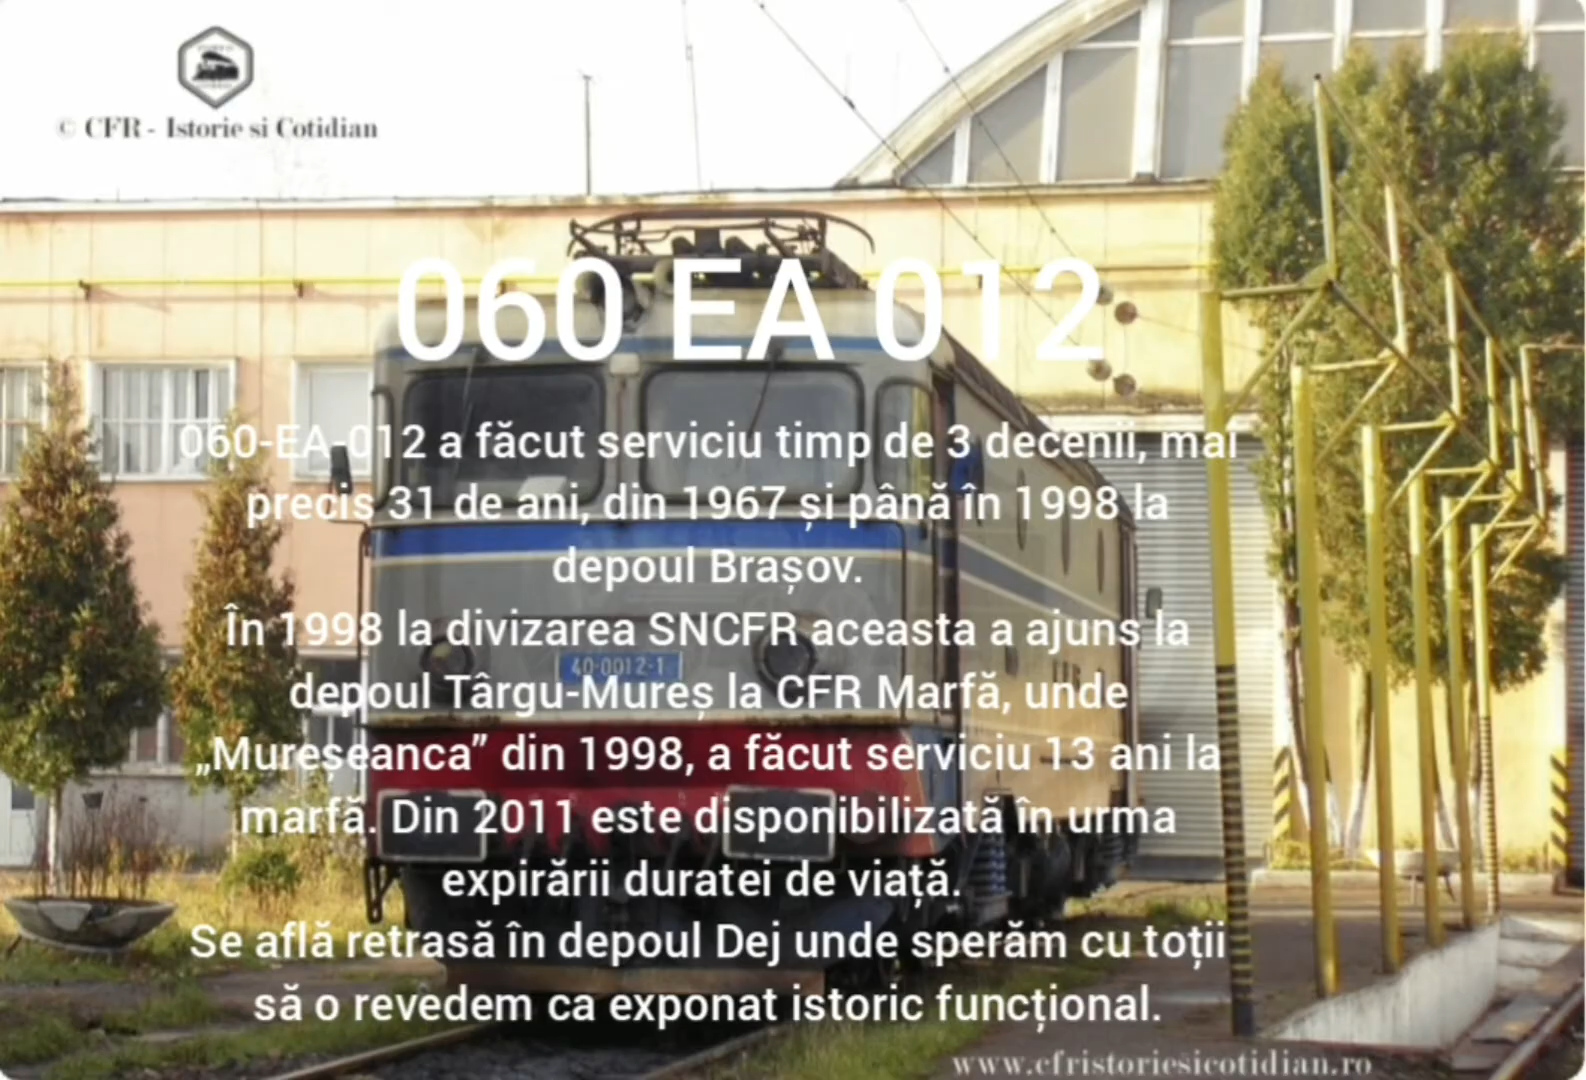 © CFR - Istorie si Cotidian
060 EA 012
060-EA-012 a făcut serviciu timp de 3 decenii, mai
precis 31 de ani, din 1967 și până în 1998 la
depoul Brașov.
În 1998 la divizarea SNCFR aceasta a ajuns la
depoul Târgu-Mureș la CFR Marfă, unde
„Mureșeanca” din 1998, a făcut serviciu 13 ani la
marfă. Din 2011 este disponibilizată în urma
expirării duratei de viață.
Se află retrasă în depoul Dej unde sperăm cu toții
să o revedem ca exponat istoric funcțional.
40-0012-1
www.cfristoriesicotidian.ro